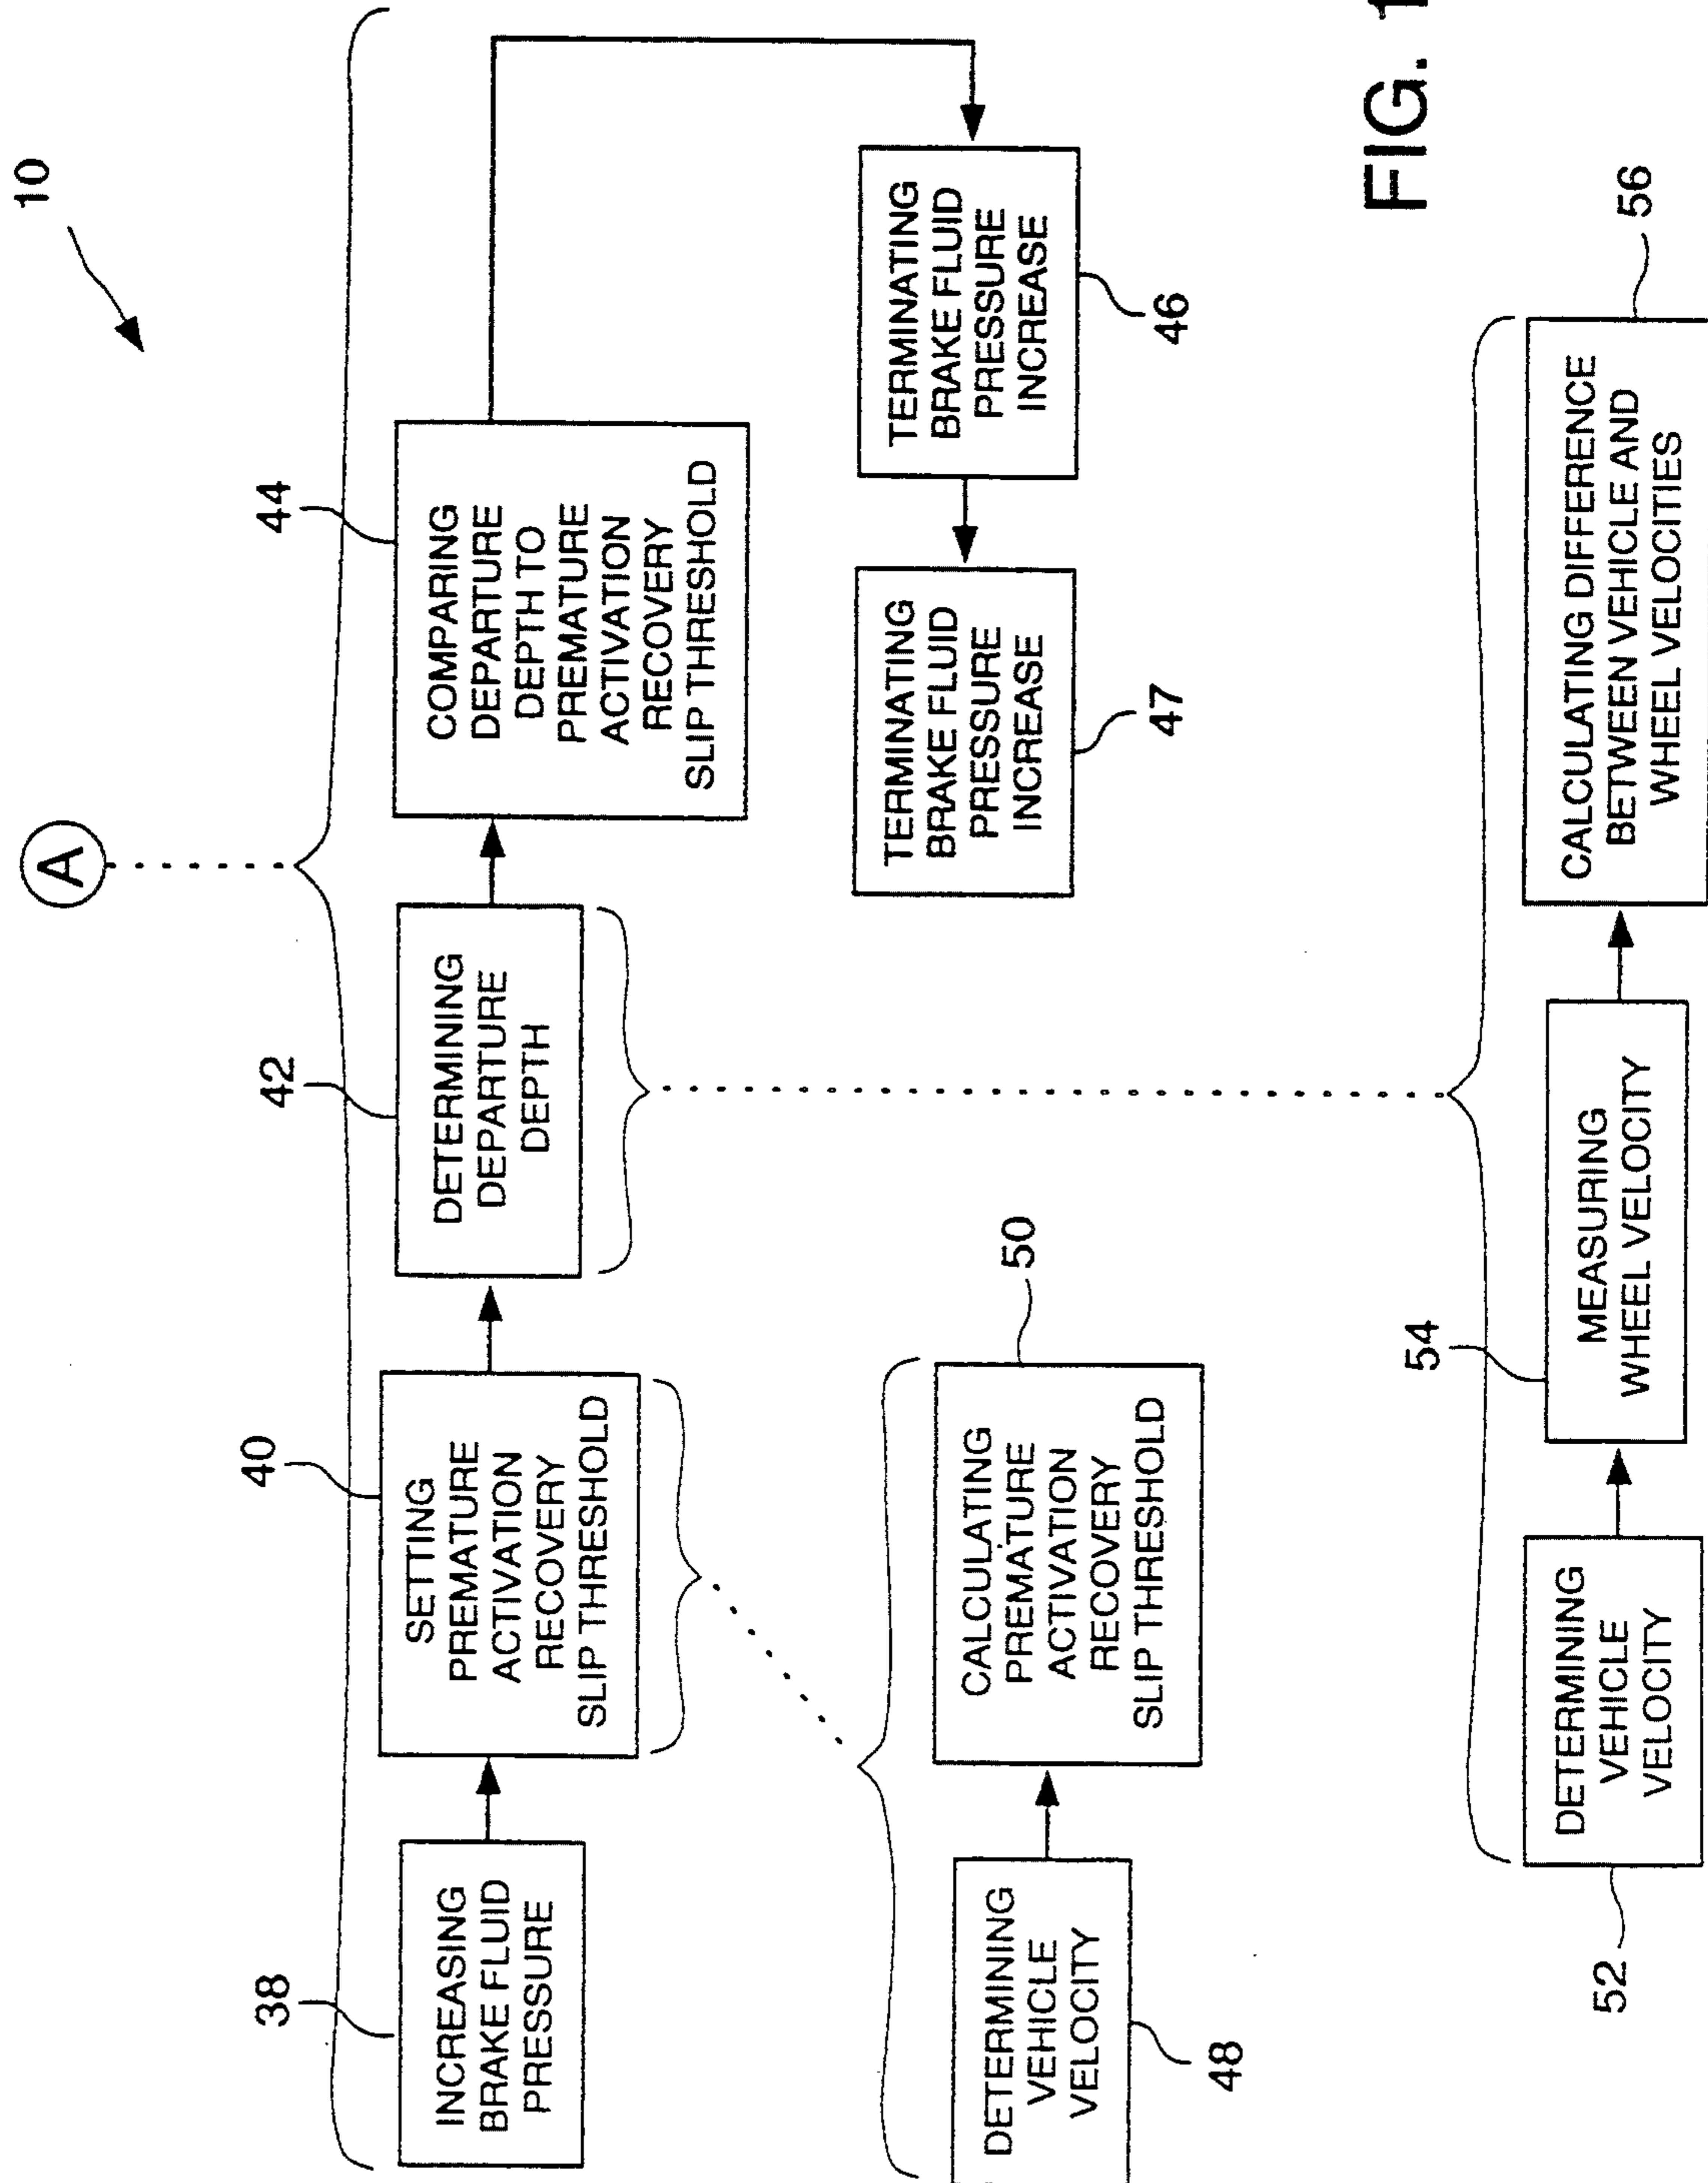 10
A
38
INCREASING
BRAKE FLUID
PRESSURE
40
SETTING
PREMATURE
ACTIVATION
RECOVERY
SLIP THRESHOLD
42
DETERMINING
DEPARTURE
DEPTH
44
COMPARING
DEPARTURE
DEPTH TO
PREMATURE
ACTIVATION
RECOVERY
SLIP THRESHOLD
TERMINATING
BRAKE FLUID
PRESSURE
INCREASE
47
TERMINATING
BRAKE FLUID
PRESSURE
INCREASE
46
DETERMINING
VEHICLE
VELOCITY
48
CALCULATING
PREMATURE
ACTIVATION
RECOVERY
SLIP THRESHOLD
50
DETERMINING
VEHICLE
VELOCITY
52
54
MEASURING
WHEEL VELOCITY
CALCULATING DIFFERENCE
BETWEEN VEHICLE AND
WHEEL VELOCITIES
56
FIG. 1